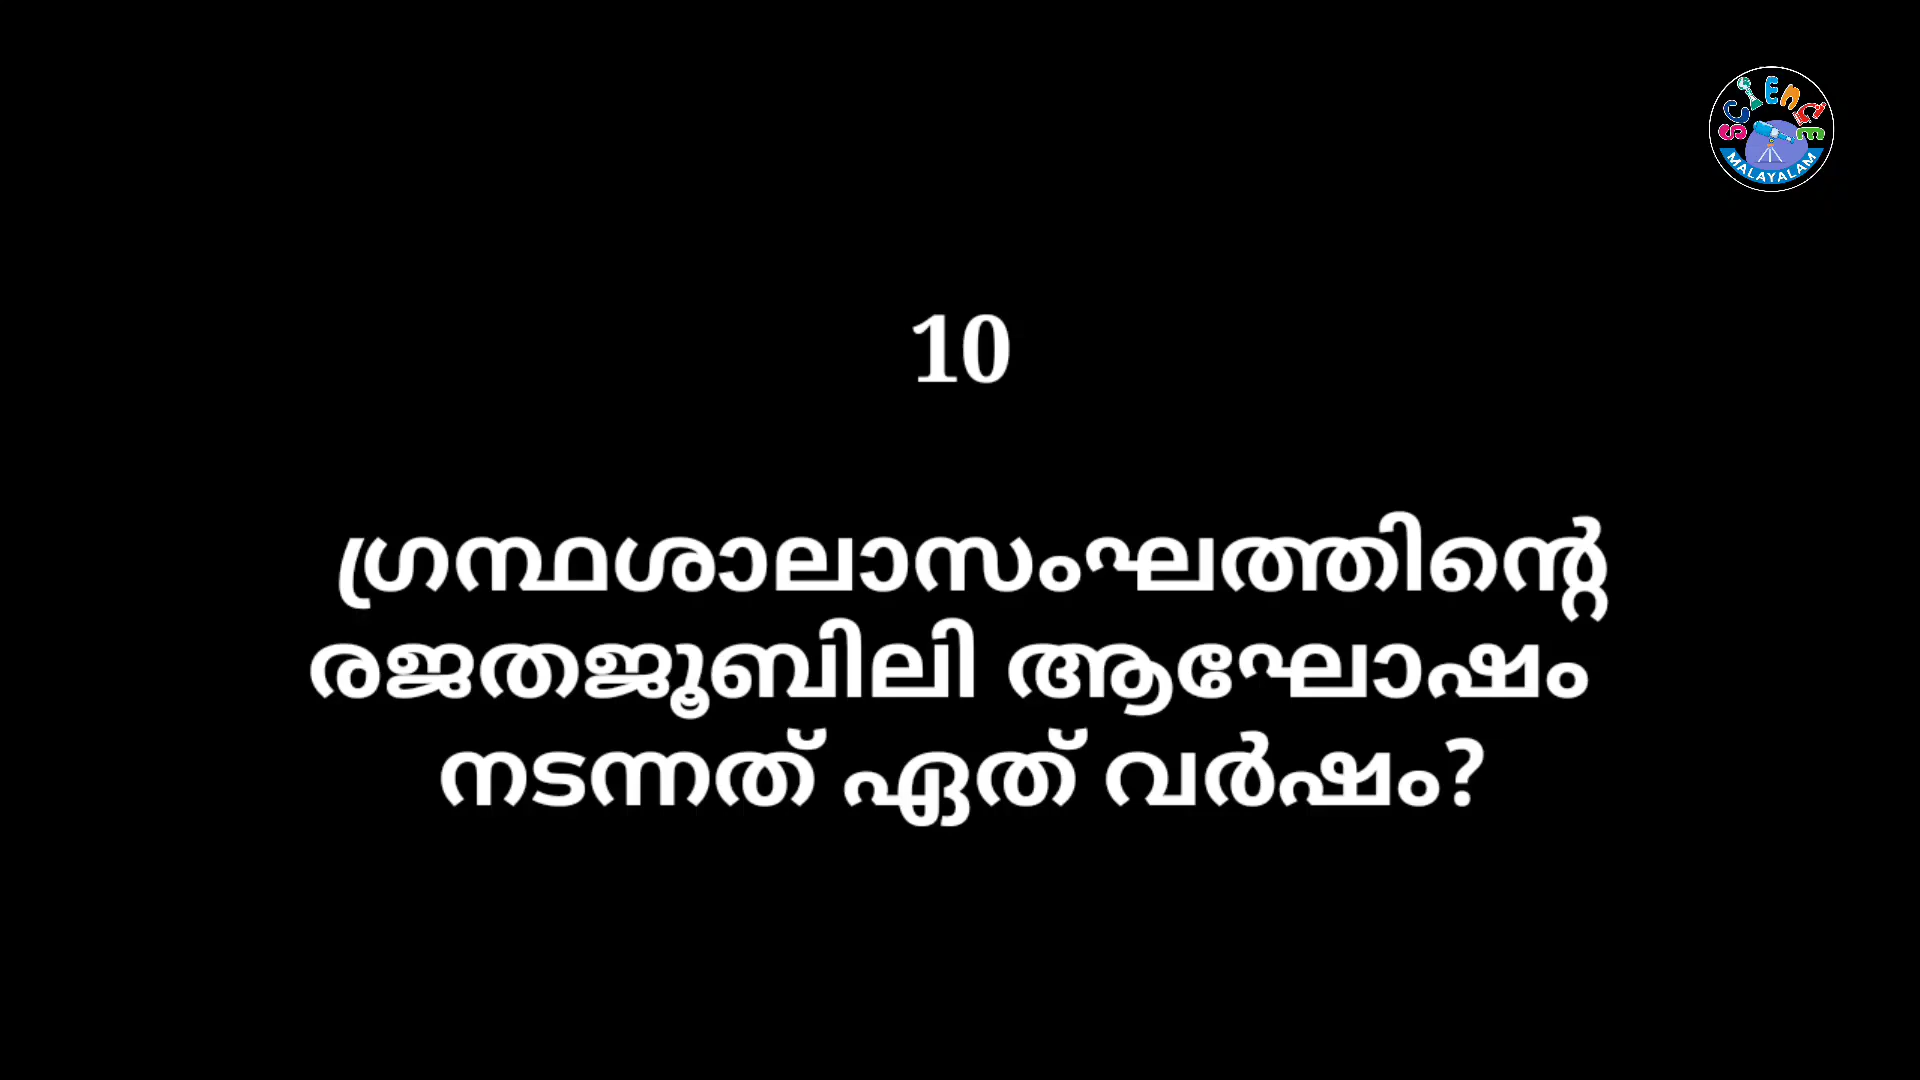 SCIENCE
MALAYALAM
10
ഗ്രന്ഥശാലാസംഘത്തിന്റെ
രജതജൂബിലി ആഘോഷം
നടന്നത് ഏത് വർഷം?